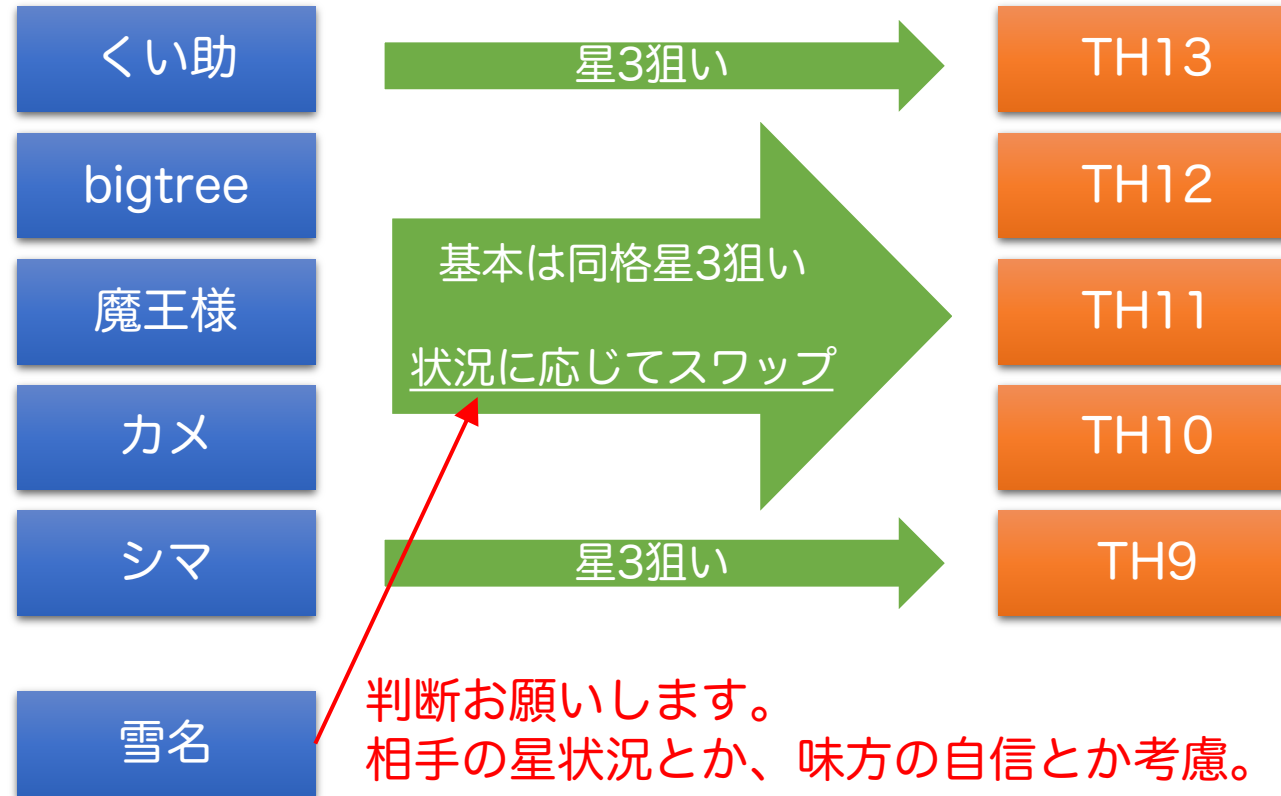 くい助
星3狙い
TH13
bigtree
TH12
基本は同格星3狙い
魔王様
TH11
状況に応じてスワップ
カメ
TH10
シマ
星3狙い
TH9
雪名
判断お願いします。
相手の星状況とか、味方の自信とか考慮。